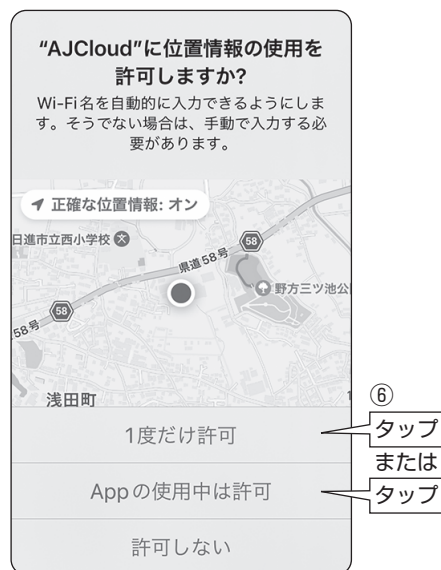 “AJCloud”に位置情報の使用を
許可しますか?
Wi-Fi名を自動的に入力できるようにしま
す。そうでない場合は、手動で入力する必
要があります。
正確な位置情報: オン
日進市立西小学校
文
58
県道58号
野方三ツ池公
58
58号
浅田町
1度だけ許可
Appの使用中は許可
許可しない
⑥
タップ
または
タップ